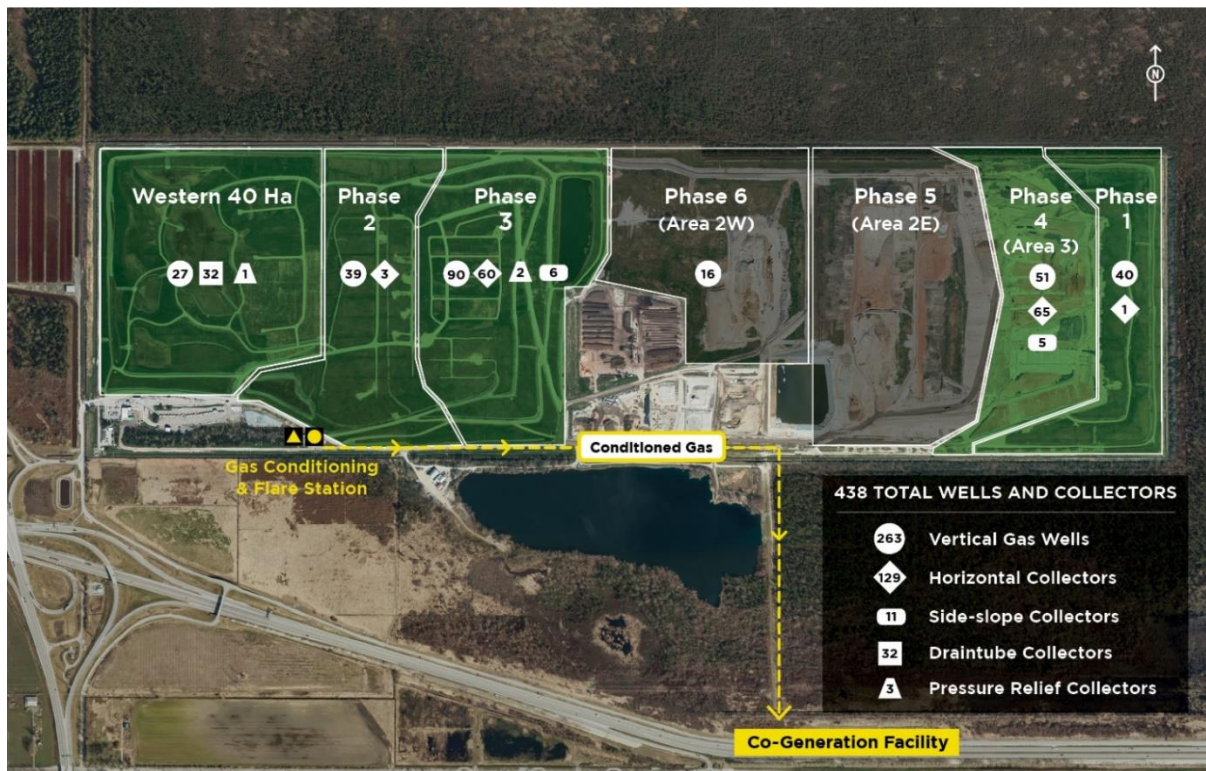 N
Western 40 Ha
27 32 1
Phase
2
39 3
Phase
3
90 60 2 6
Phase 6
(Area 2W)
16
Phase 5
(Area 2E)
Phase
4
(Area 3)
51
65
5
Phase
1
40
1
Gas Conditioning
& Flare Station
Conditioned Gas
438 TOTAL WELLS AND COLLECTORS
263 Vertical Gas Wells
129 Horizontal Collectors
11 Side-slope Collectors
32 Draintube Collectors
3 Pressure Relief Collectors
Co-Generation Facility